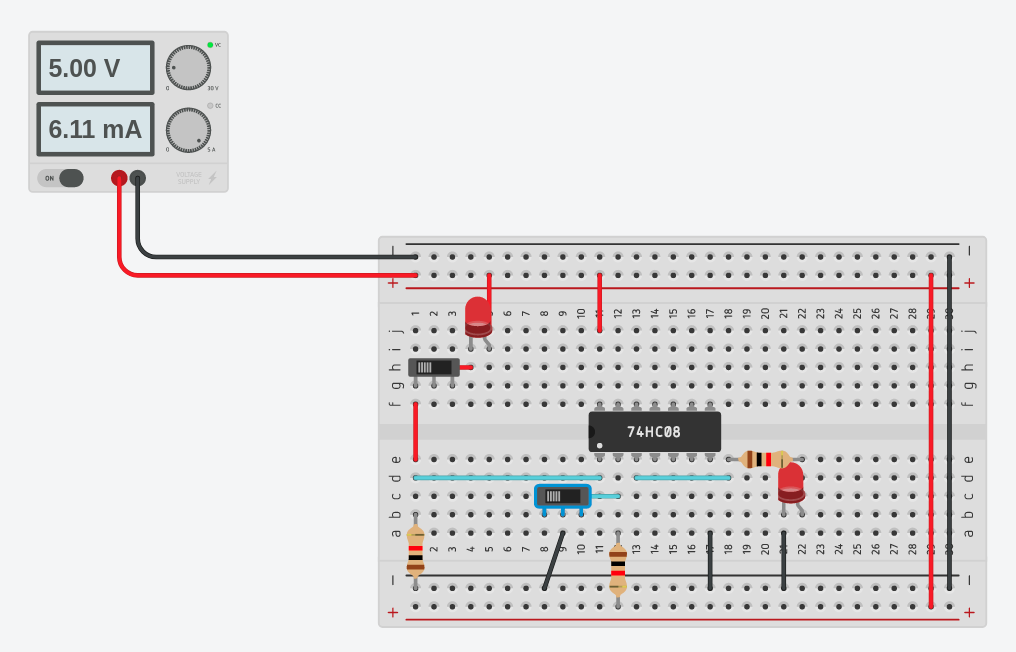 VC
5.00 V
0 30 V
CC
6.11 mA
0 5 A
ON
VOLTAGE
SUPPLY
− −
+ +
1 2 3 5 6 7 8 9 10 11 12 13 14 15 16 17 18 19 20 21 22 23 24 25 26 27 28 29 30
j j
i i
h h
g g
f f
74HC08
e e
d d
c c
b b
a a
2 3 4 5 6 7 8 9 10 11 13 14 15 16 17 18 19 20 21 22 23 24 25 26 27 28 29 30
− −
+ +